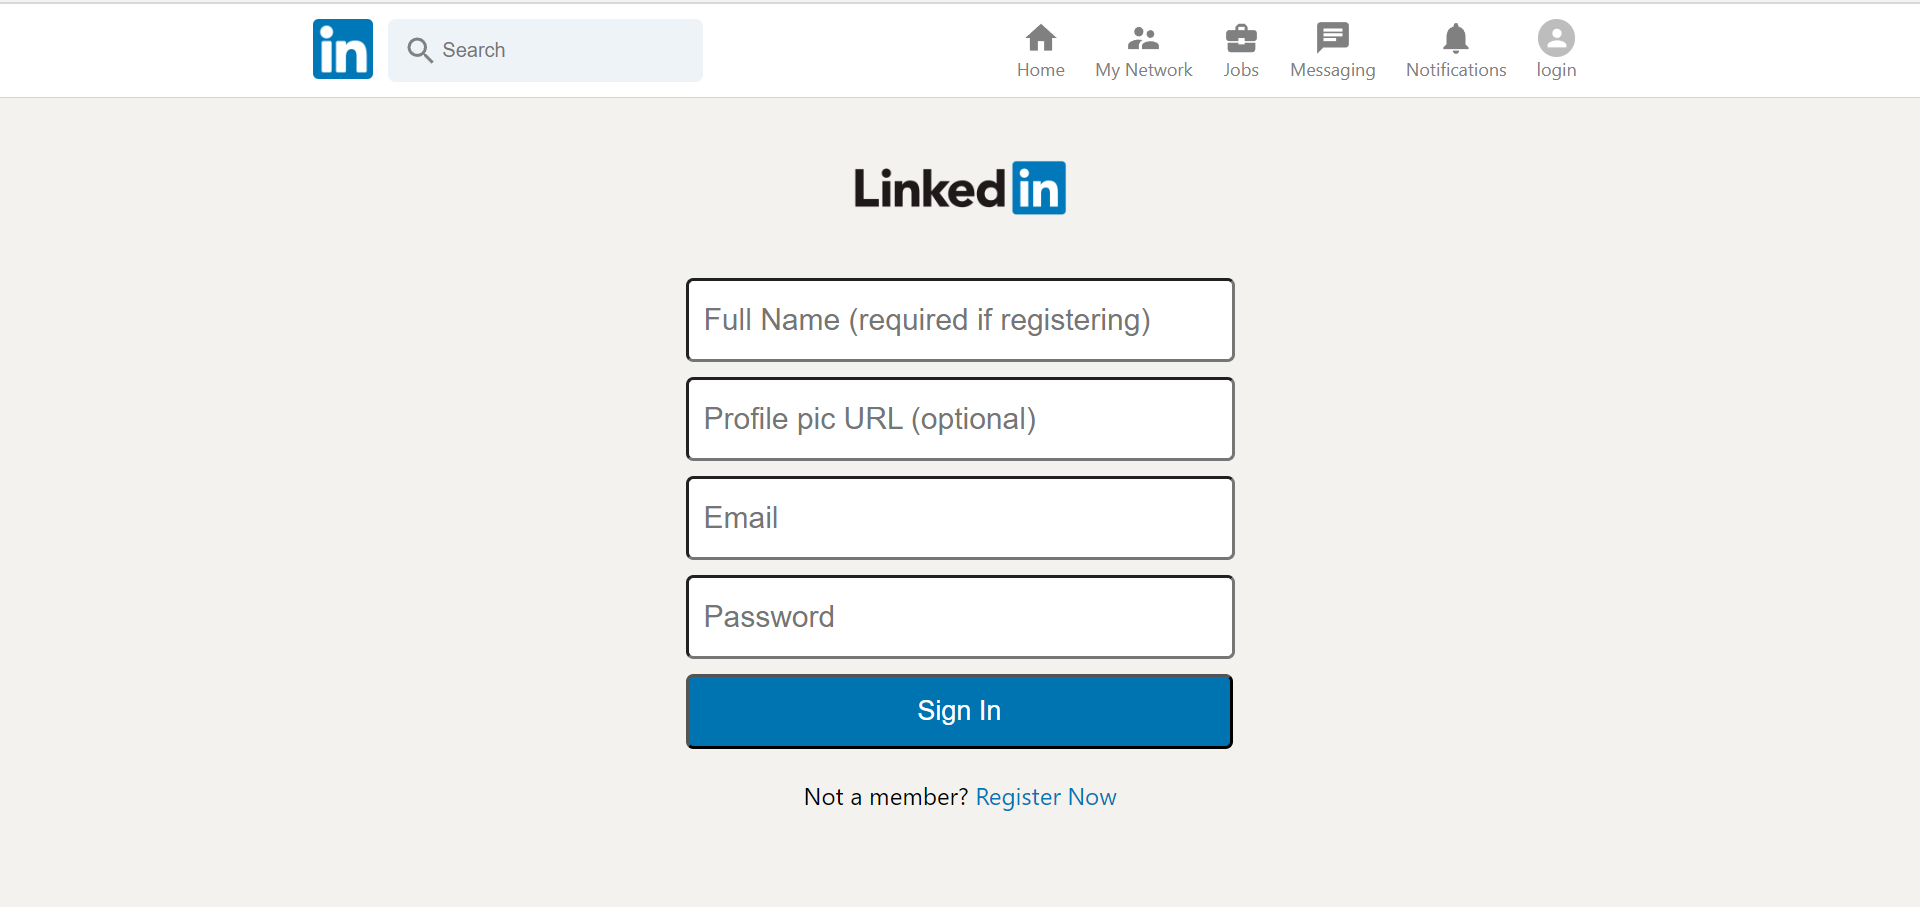 in
Search
Home My Network Jobs Messaging Notifications login
Linkedin
Full Name (required if registering)
Profile pic URL (optional)
Email
Password
Sign In
Not a member? Register Now